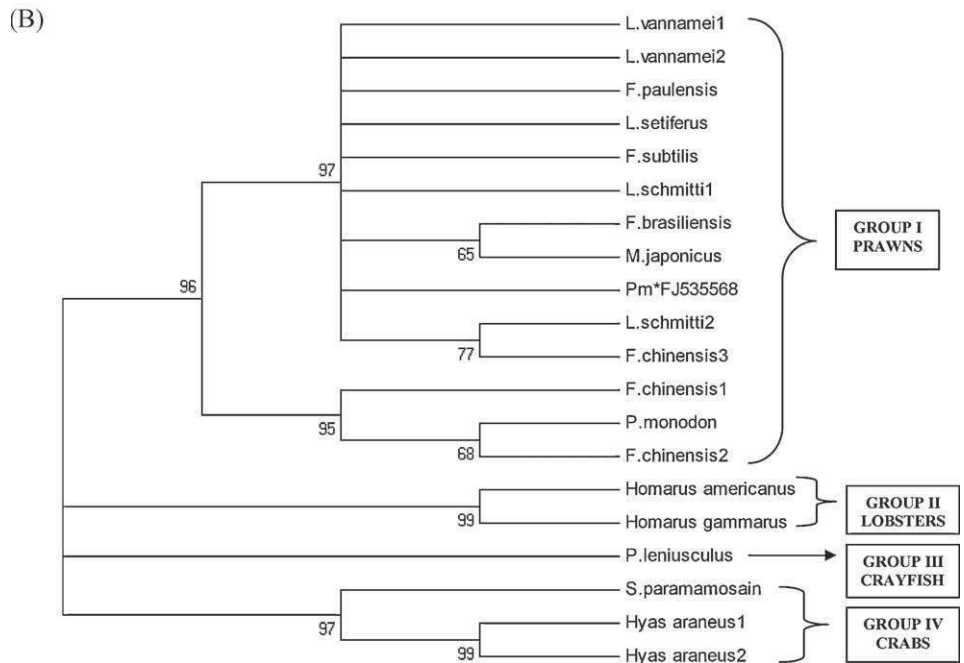 (B)
L.vannamei1
L.vannamei2
F.paulensis
L.setiferus
F.subtilis
97
L.schmitti1
F.brasiliensis
65
M.japonicus
GROUP I
PRAWNS
96
Pm*FJ535568
L.schmitti2
77
F.chinensis3
F.chinensis1
95
P.monodon
68
F.chinensis2
Homarus americanus
99
Homarus gammarus
GROUP II
LOBSTERS
P.leniusculus
GROUP III
CRAYFISH
S.paramamosain
97
Hyas araneus1
99
Hyas araneus2
GROUP IV
CRABS